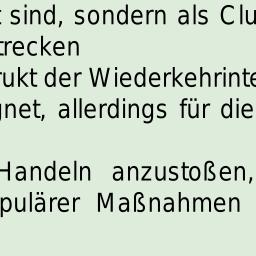 t sind, sondern als Clu
trecken
rukt der Wiederkehrinte
gnet, allerdings für die
Handeln anzustoßen,
pulärer Maßnahmen